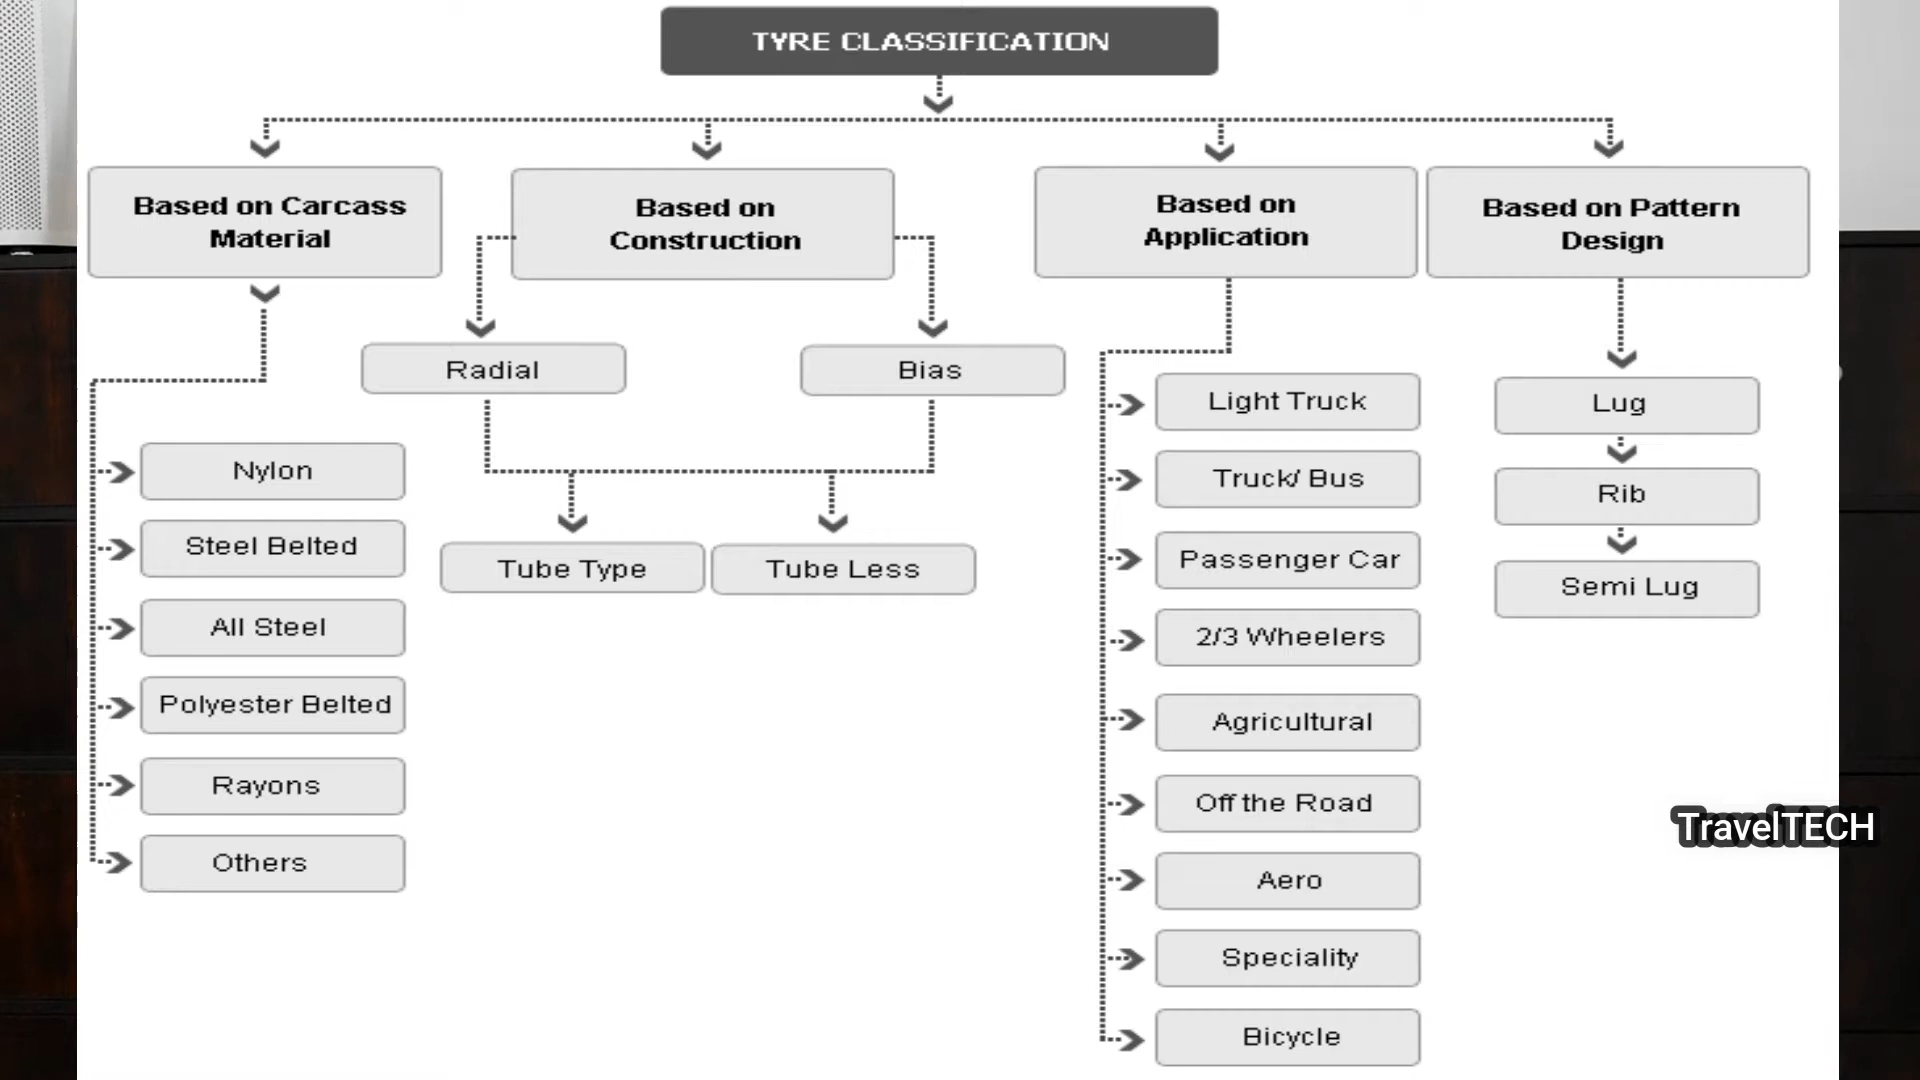 TYRE CLASSIFICATION
Based on Carcass
Material
Based on
Construction
Based on
Application
Based on Pattern
Design
Radial
Bias
Tube Type
Tube Less
Nylon
Steel Belted
All Steel
Polyester Belted
Rayons
Others
Light Truck
Truck/ Bus
Passenger Car
2/3 Wheelers
Agricultural
Off the Road
Aero
Speciality
Bicycle
Lug
Rib
Semi Lug
TravelTECH